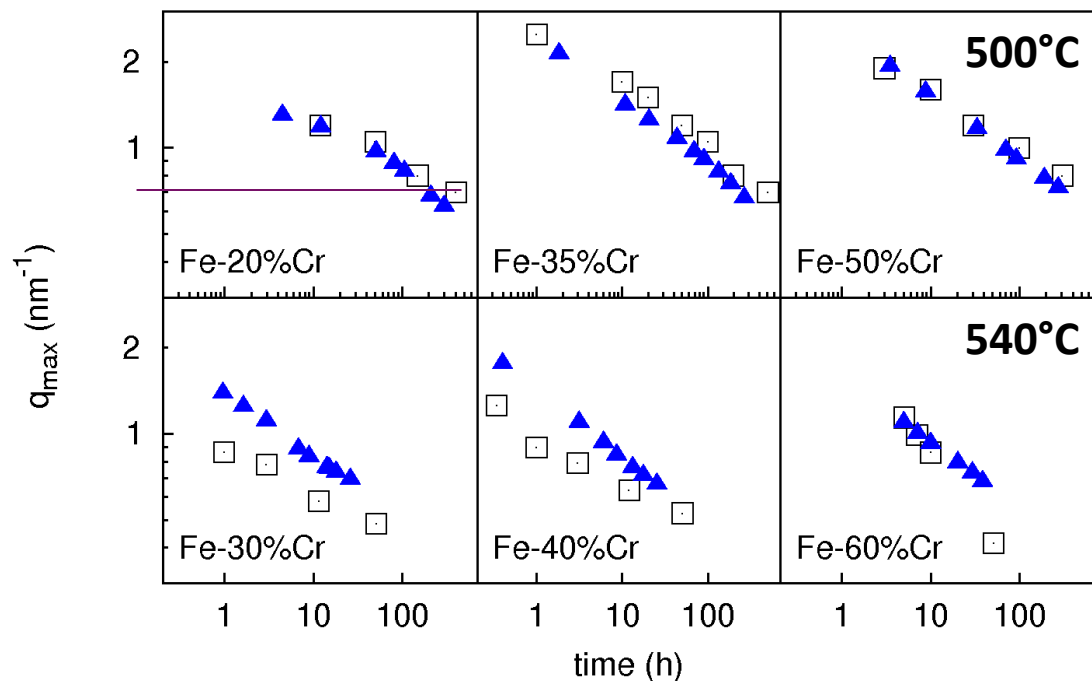 500°C
2
1
Fe-20%Cr
Fe-35%Cr
Fe-50%Cr
q_max (nm⁻¹)
540°C
2
1
Fe-30%Cr
Fe-40%Cr
Fe-60%Cr
1 10 100 1 10 100 1 10 100
time (h)